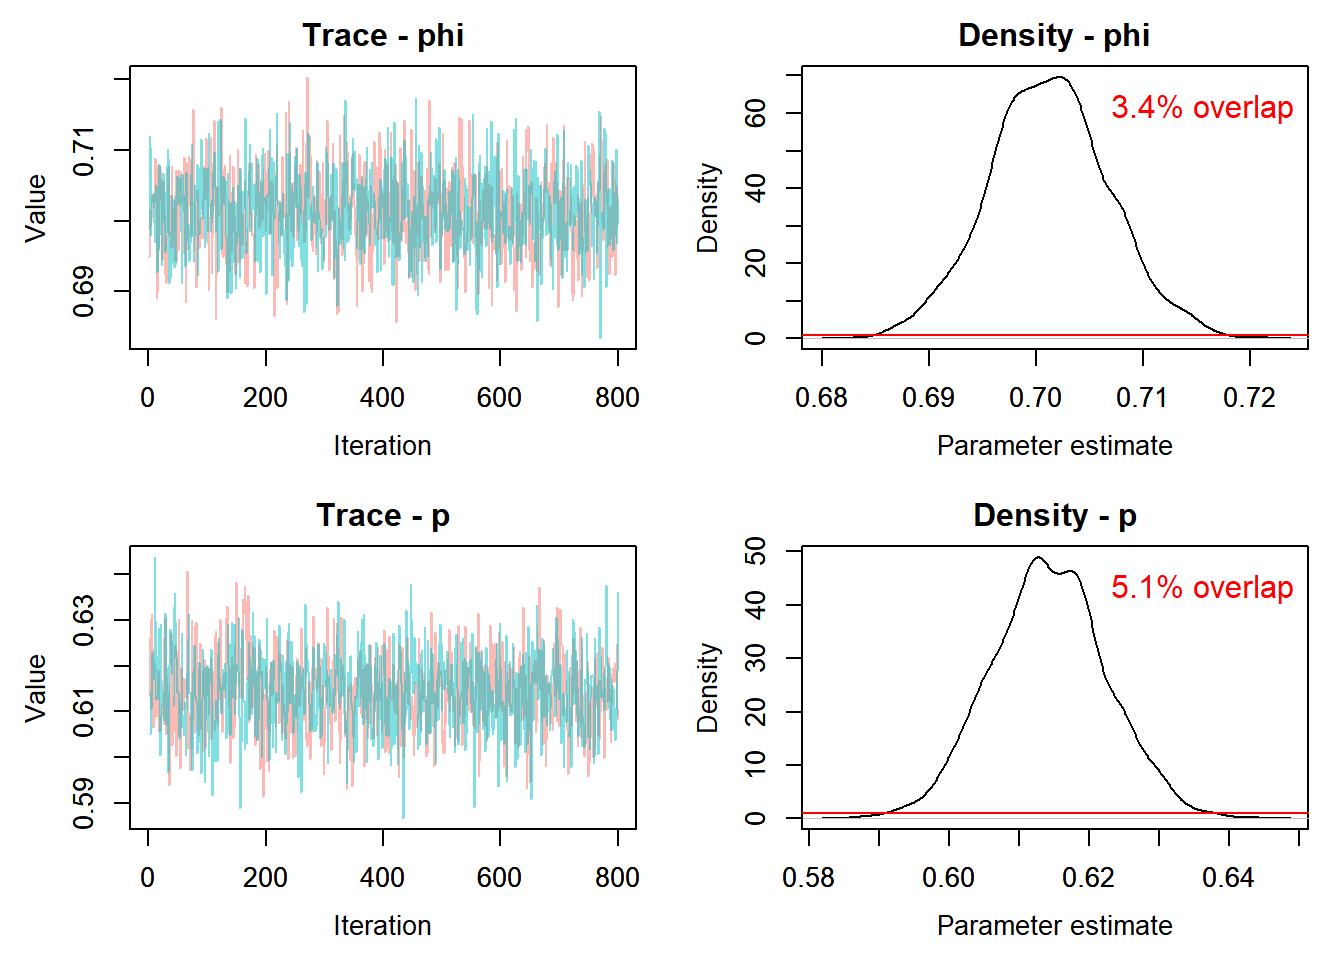 Trace - phi
Value
0.69 0.71
0 200 400 600 800
Iteration
Density - phi
3.4% overlap
Density
0 20 40 60
0.68 0.69 0.70 0.71 0.72
Parameter estimate
Trace - p
Value
0.59 0.61 0.63
0 200 400 600 800
Iteration
Density - p
5.1% overlap
Density
0 10 20 30 40 50
0.58 0.60 0.62 0.64
Parameter estimate